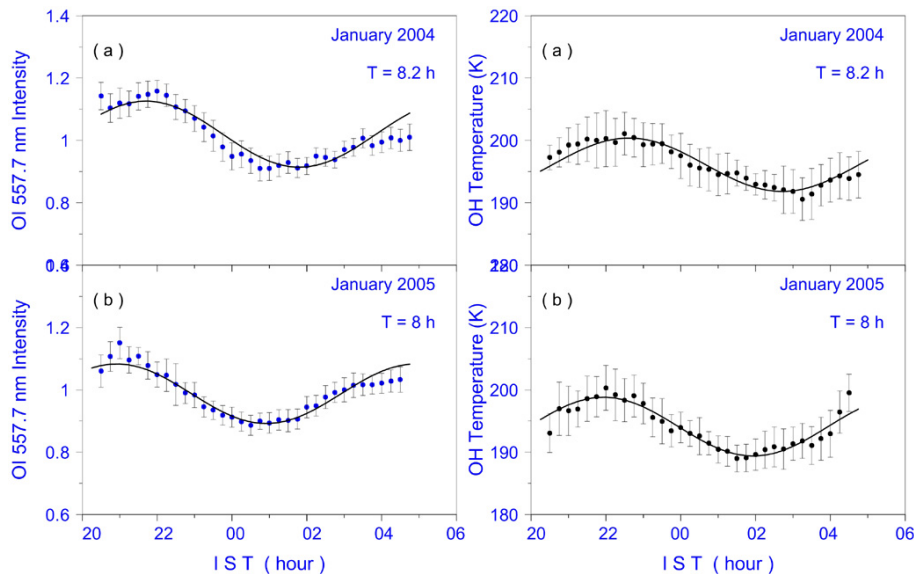 OI 557.7 nm Intensity
1.4
1.2
1
0.8
( a )
January 2004
T = 8.2 h
OH Temperature (K)
220
210
200
190
( a )
January 2004
T = 8.2 h
OI 557.7 nm Intensity
1.2
1
0.8
0.6
( b )
January 2005
T = 8 h
20 22 00 02 04 06
I S T ( hour )
OH Temperature (K)
210
200
190
180
( b )
January 2005
T = 8 h
20 22 00 02 04 06
I S T ( hour )